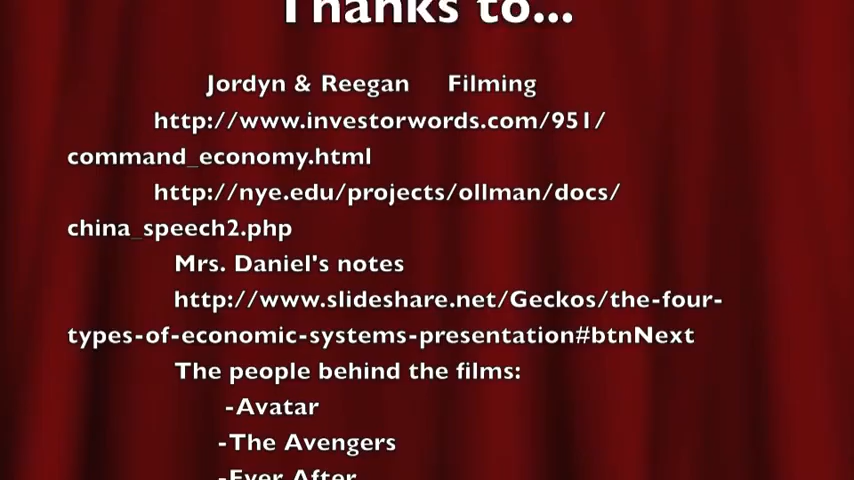 Thanks to...
Jordyn & Reegan Filming
http://www.investorwords.com/951/
command_economy.html
http://nye.edu/projects/ollman/docs/
china_speech2.php
Mrs. Daniel's notes
http://www.slideshare.net/Geckos/the-four-
types-of-economic-systems-presentation#btnNext
The people behind the films:
-Avatar
-The Avengers
-Ever After